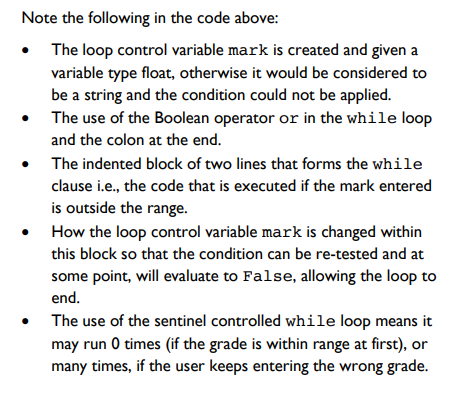 Note the following in the code above:
• The loop control variable mark is created and given a
variable type float, otherwise it would be considered to
be a string and the condition could not be applied.
• The use of the Boolean operator or in the while loop
and the colon at the end.
• The indented block of two lines that forms the while
clause i.e., the code that is executed if the mark entered
is outside the range.
• How the loop control variable mark is changed within
this block so that the condition can be re-tested and at
some point, will evaluate to False, allowing the loop to
end.
• The use of the sentinel controlled while loop means it
may run 0 times (if the grade is within range at first), or
many times, if the user keeps entering the wrong grade.